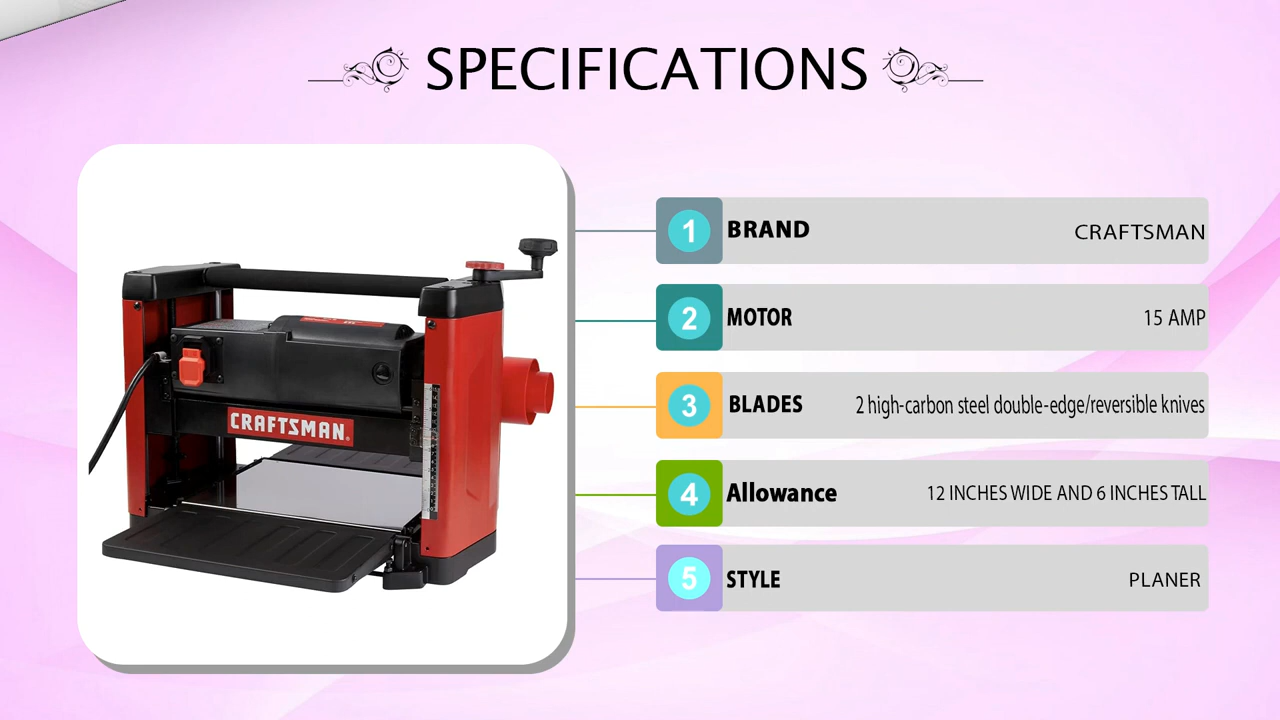 SPECIFICATIONS
1 BRAND CRAFTSMAN
2 MOTOR 15 AMP
3 BLADES 2 high-carbon steel double-edge/reversible knives
4 Allowance 12 INCHES WIDE AND 6 INCHES TALL
5 STYLE PLANER
CRAFTSMAN